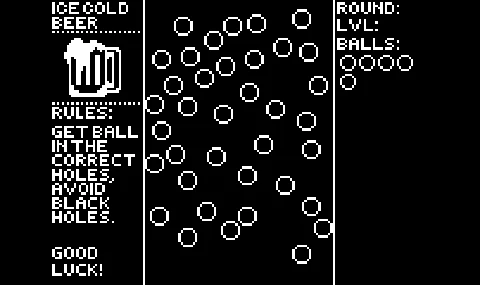 ICE COLD
BEER
RULES:
GET BALL
IN THE
CORRECT
HOLES,
AVOID
BLACK
HOLES.
GOOD
LUCK!
ROUND:
LVL:
BALLS: